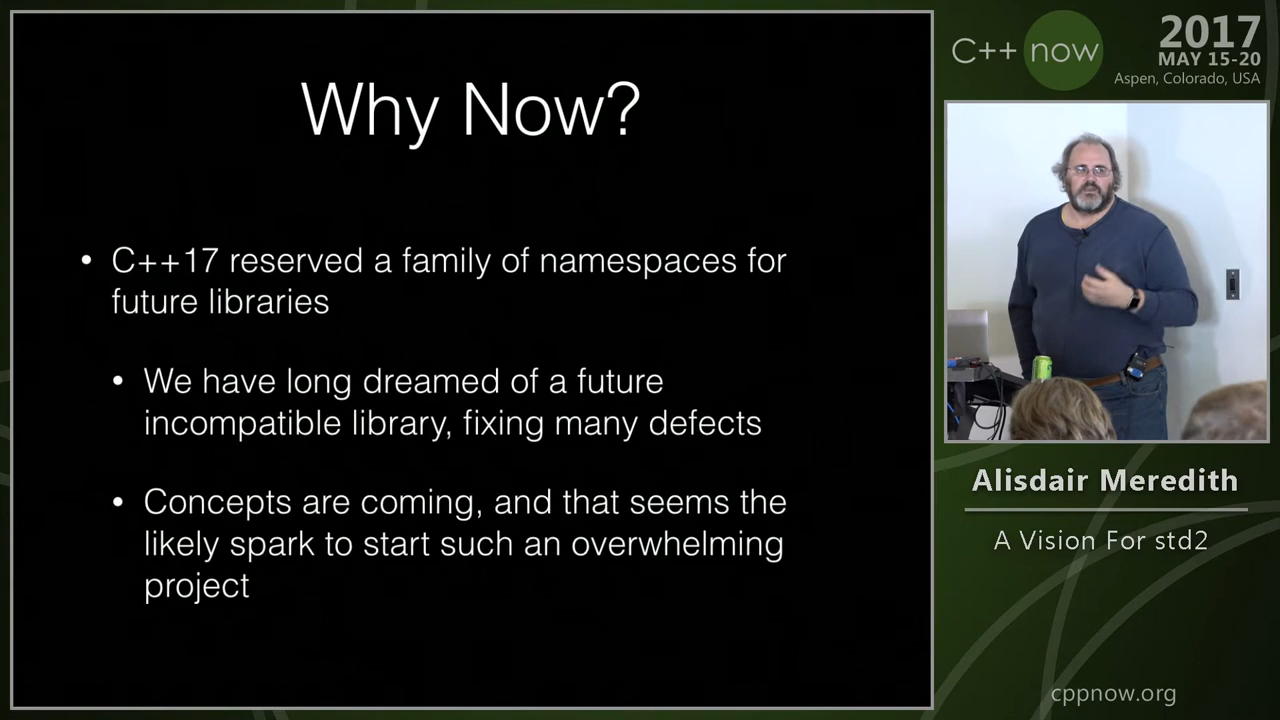 Why Now?
• C++17 reserved a family of namespaces for
future libraries
• We have long dreamed of a future
incompatible library, fixing many defects
• Concepts are coming, and that seems the
likely spark to start such an overwhelming
project
C++ now
2017
MAY 15-20
Aspen, Colorado, USA
Alisdair Meredith
A Vision For std2
cppnow.org